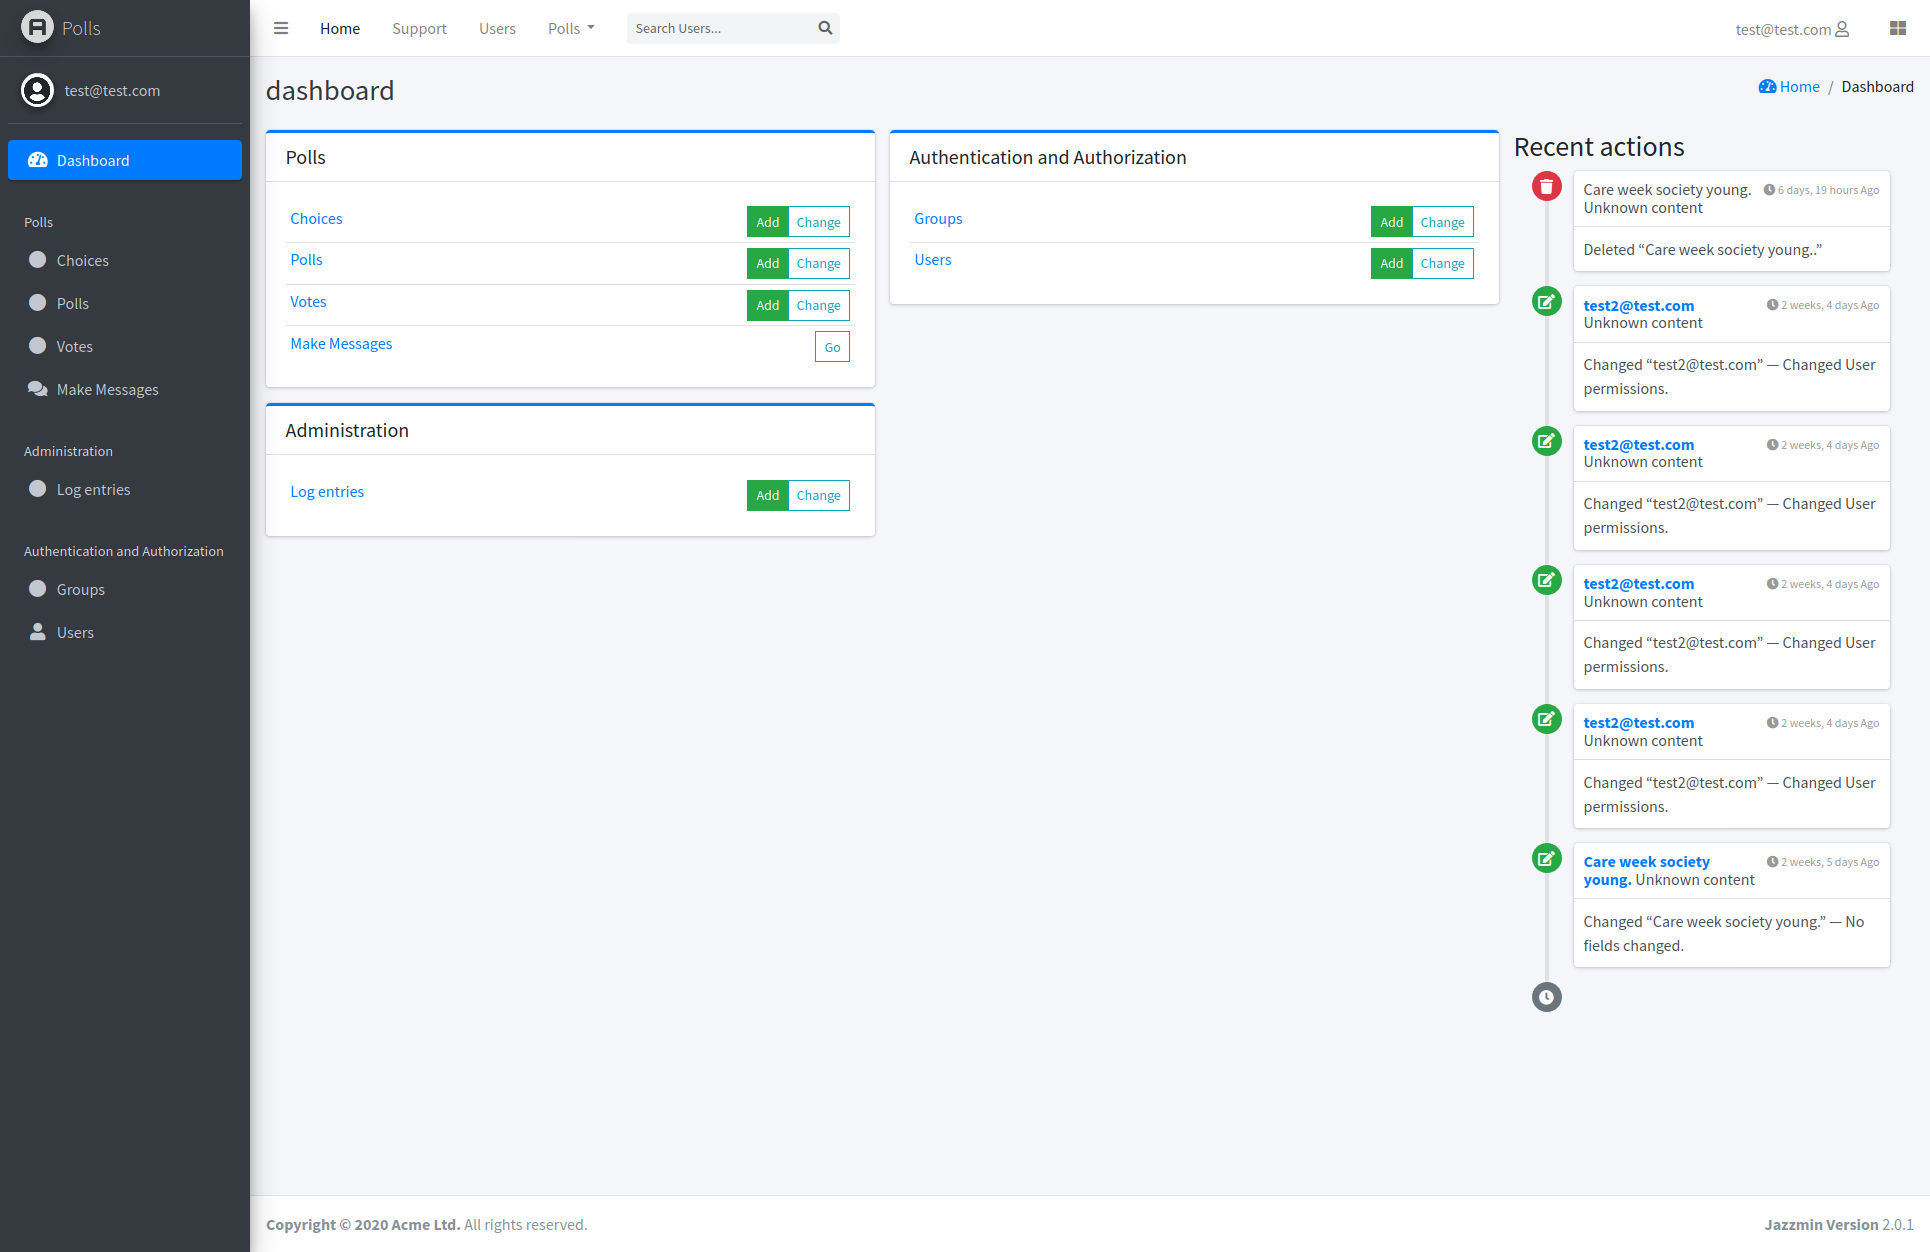 Polls
test@test.com
Dashboard
Polls
Choices
Polls
Votes
Make Messages
Administration
Log entries
Authentication and Authorization
Groups
Users
Home Support Users Polls Search Users... test@test.com
dashboard
Home / Dashboard
Polls
Choices Add Change
Polls Add Change
Votes Add Change
Make Messages Go
Administration
Log entries Add Change
Authentication and Authorization
Groups Add Change
Users Add Change
Recent actions
Care week society young. 6 days, 19 hours Ago
Unknown content
Deleted “Care week society young..”
test2@test.com 2 weeks, 4 days Ago
Unknown content
Changed “test2@test.com” — Changed User
permissions.
test2@test.com 2 weeks, 4 days Ago
Unknown content
Changed “test2@test.com” — Changed User
permissions.
test2@test.com 2 weeks, 4 days Ago
Unknown content
Changed “test2@test.com” — Changed User
permissions.
test2@test.com 2 weeks, 4 days Ago
Unknown content
Changed “test2@test.com” — Changed User
permissions.
Care week society 2 weeks, 5 days Ago
young. Unknown content
Changed “Care week society young.” — No
fields changed.
Copyright © 2020 Acme Ltd. All rights reserved.
Jazzmin Version 2.0.1